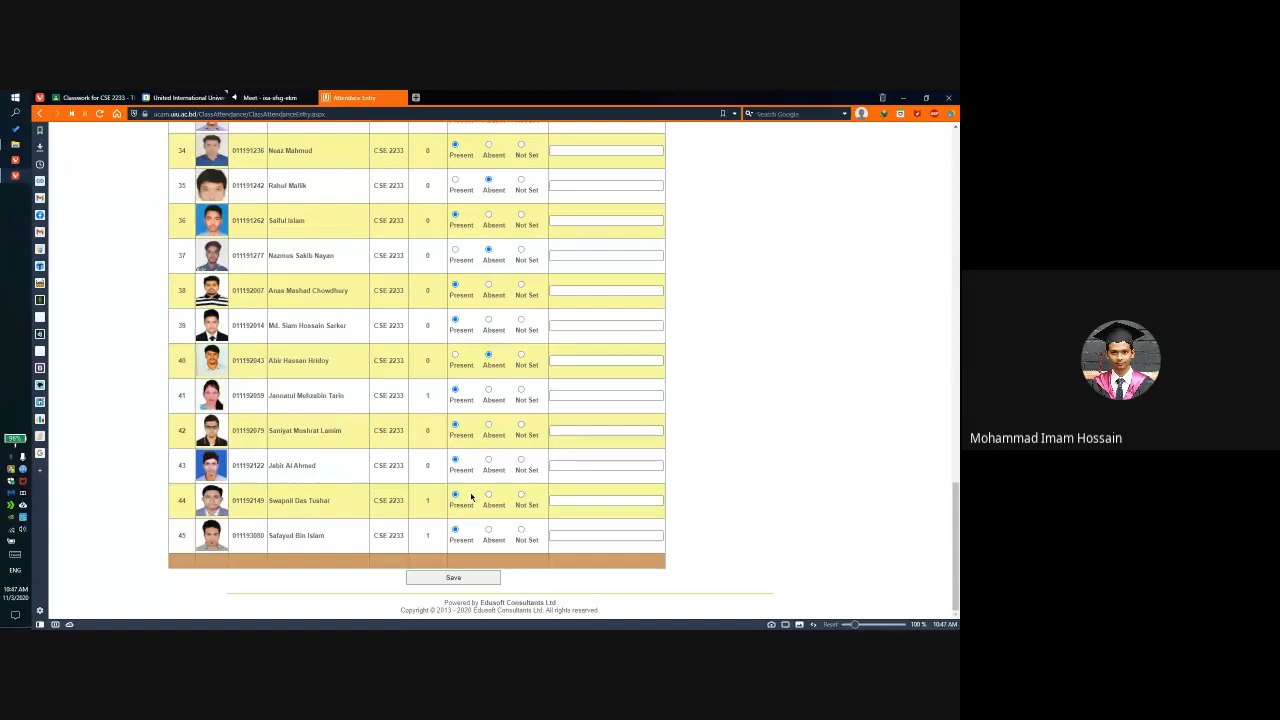 Classwork for CSE 2233 - T
United International Unive
Meet - isa-shig-ekm
Attendance Entry
ucam.uiu.ac.bd/ClassAttendance/ClassAttendanceEntry.aspx
Search Google
34 011191236 Nuaz Mahmud CSE 2233 0 Present Absent Not Set
35 011191242 Rahul Mallik CSE 2233 0 Present Absent Not Set
36 011191262 Saiful Islam CSE 2233 0 Present Absent Not Set
37 011191277 Nazmus Sakib Nayan CSE 2233 0 Present Absent Not Set
38 011192007 Anas Mashad Chowdhury CSE 2233 0 Present Absent Not Set
39 011192014 Md. Siam Hossain Sarker CSE 2233 0 Present Absent Not Set
40 011192043 Abir Hassan Hridoy CSE 2233 0 Present Absent Not Set
41 011192059 Jannatul Mehzabin Tarin CSE 2233 1 Present Absent Not Set
42 011192079 Saniyat Mushrat Lamim CSE 2233 0 Present Absent Not Set
43 011192122 Jabir Al Ahmed CSE 2233 0 Present Absent Not Set
44 011192149 Swapnil Das Tushar CSE 2233 1 Present Absent Not Set
45 011193080 Safayed Bin Islam CSE 2233 1 Present Absent Not Set
Save
Powered by Edusoft Consultants Ltd
Copyright © 2013 - 2020 Edusoft Consultants Ltd. All rights reserved.
96%
ENG
10:47 AM
11/3/2020
Reset
100 %
10:47 AM
Mohammad Imam Hossain